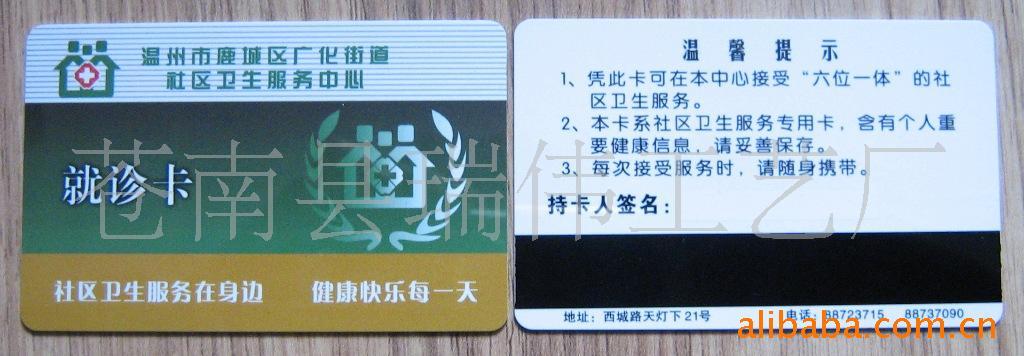 温州市鹿城区广化街道
社区卫生服务中心
就诊卡
社区卫生服务在身边 健康快乐每一天
温馨提示
1、凭此卡可在本中心接受“六位一体”的社
区卫生服务。
2、本卡系社区卫生服务专用卡，含有个人重
要健康信息，请妥善保存。
3、每次接受服务时，请随身携带。
持卡人签名：
地址：西城路天灯下21号 电话：88723715 88737090
苍南县瑞伟工艺厂
alibaba.com.cn